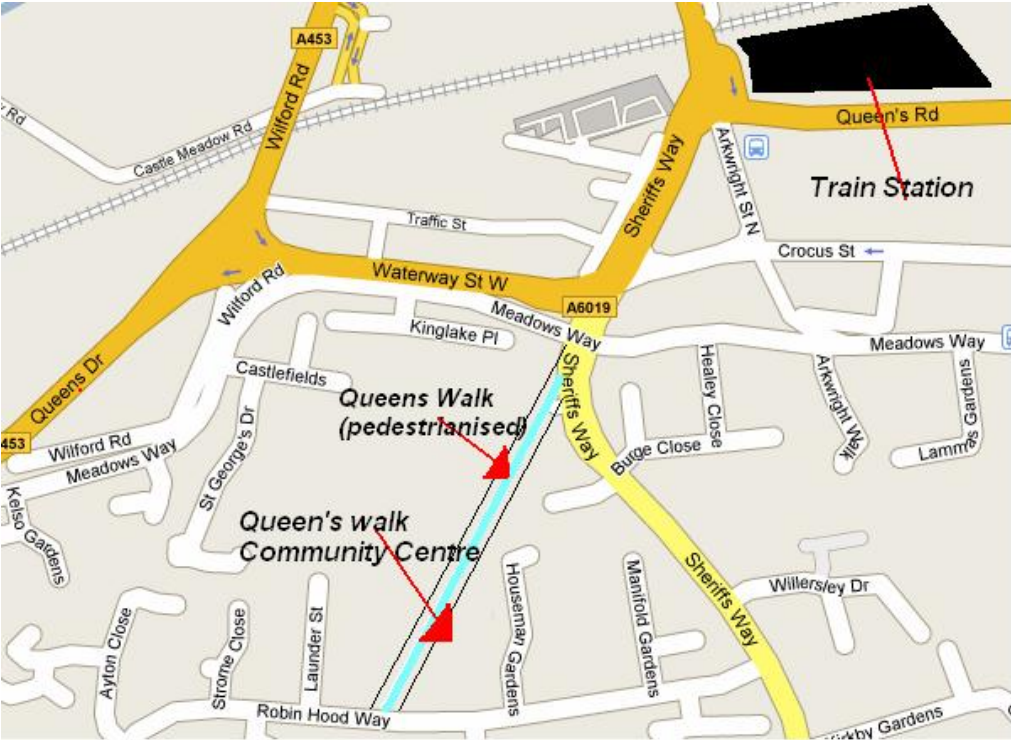 A453
Wilford Rd
Rd
Castle Meadow Rd
Queen's Rd
Arkwright St N
Sheriffs Way
Train Station
Traffic St
Crocus St
Waterway St W
Wilford Rd
A6019
Meadows Way
Kinglake Pl
Meadows Way
Queens Dr
Castlefields
Sheriffs Way
Healey Close
Arkwright Walk
Gardens
Lamm
Queens Walk
(pedestrianised)
453
Wilford Rd
Meadows Way
St George's Dr
Burge Close
Kelso Gardens
Queen's walk
Community Centre
Sheriffs Way
Willersley Dr
Houseman Gardens
Manifold Gardens
Ayton Close
Strome Close
Launder St
Robin Hood Way
Kirkby Gardens